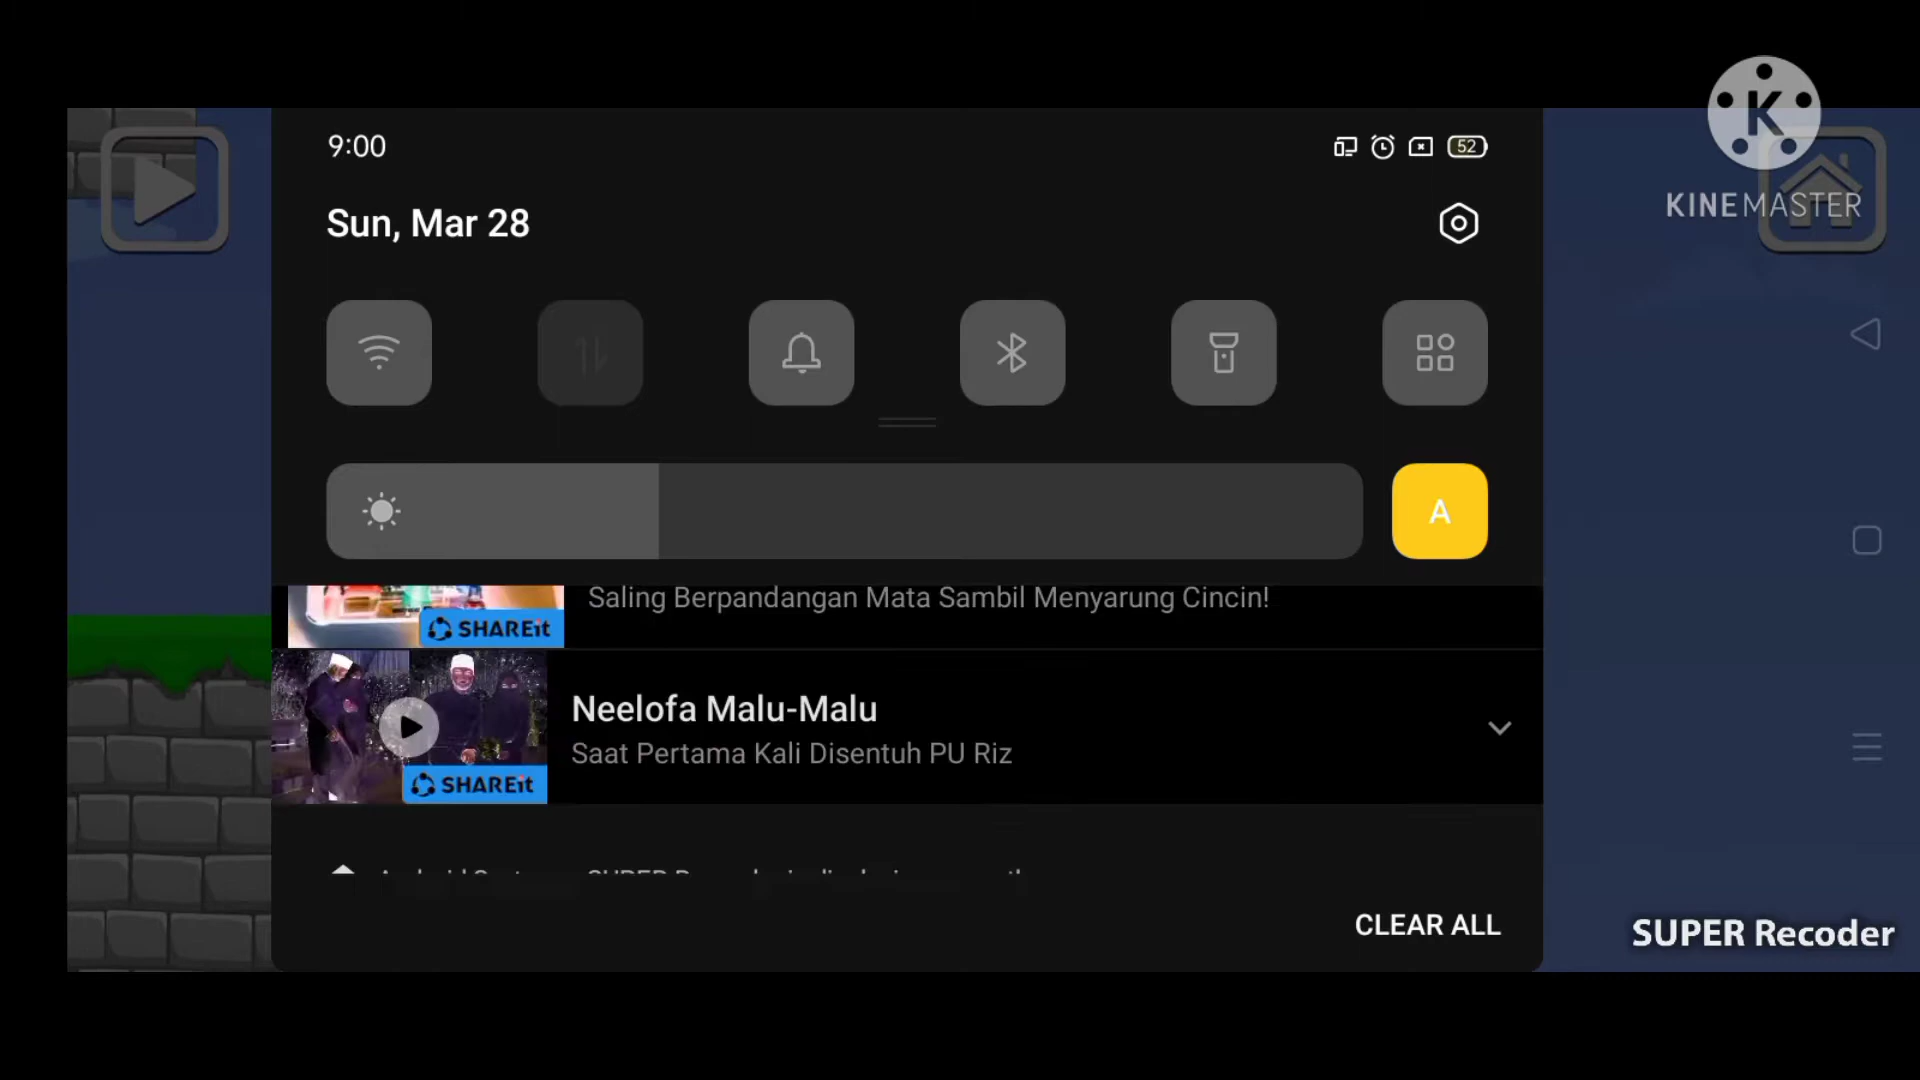 K
KINEMASTER
9:00
52
Sun, Mar 28
A
Saling Berpandangan Mata Sambil Menyarung Cincin!
SHAREit
Neelofa Malu-Malu
Saat Pertama Kali Disentuh PU Riz
SHAREit
CLEAR ALL
SUPER Recoder